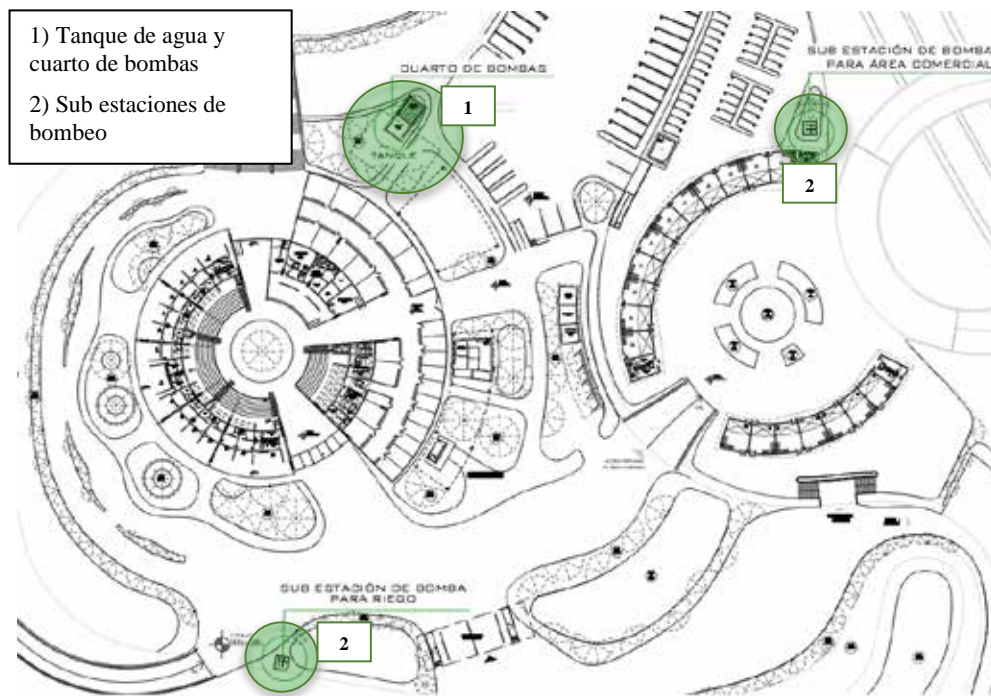 1) Tanque de agua y
cuarto de bombas
2) Sub estaciones de
bombeo
CUARTO DE BOMBAS
1
TANQUE
SUB ESTACIÓN DE BOMBA
PARA ÁREA COMERCIAL
2
SUB ESTACIÓN DE BOMBA
PARA RIEGO
2